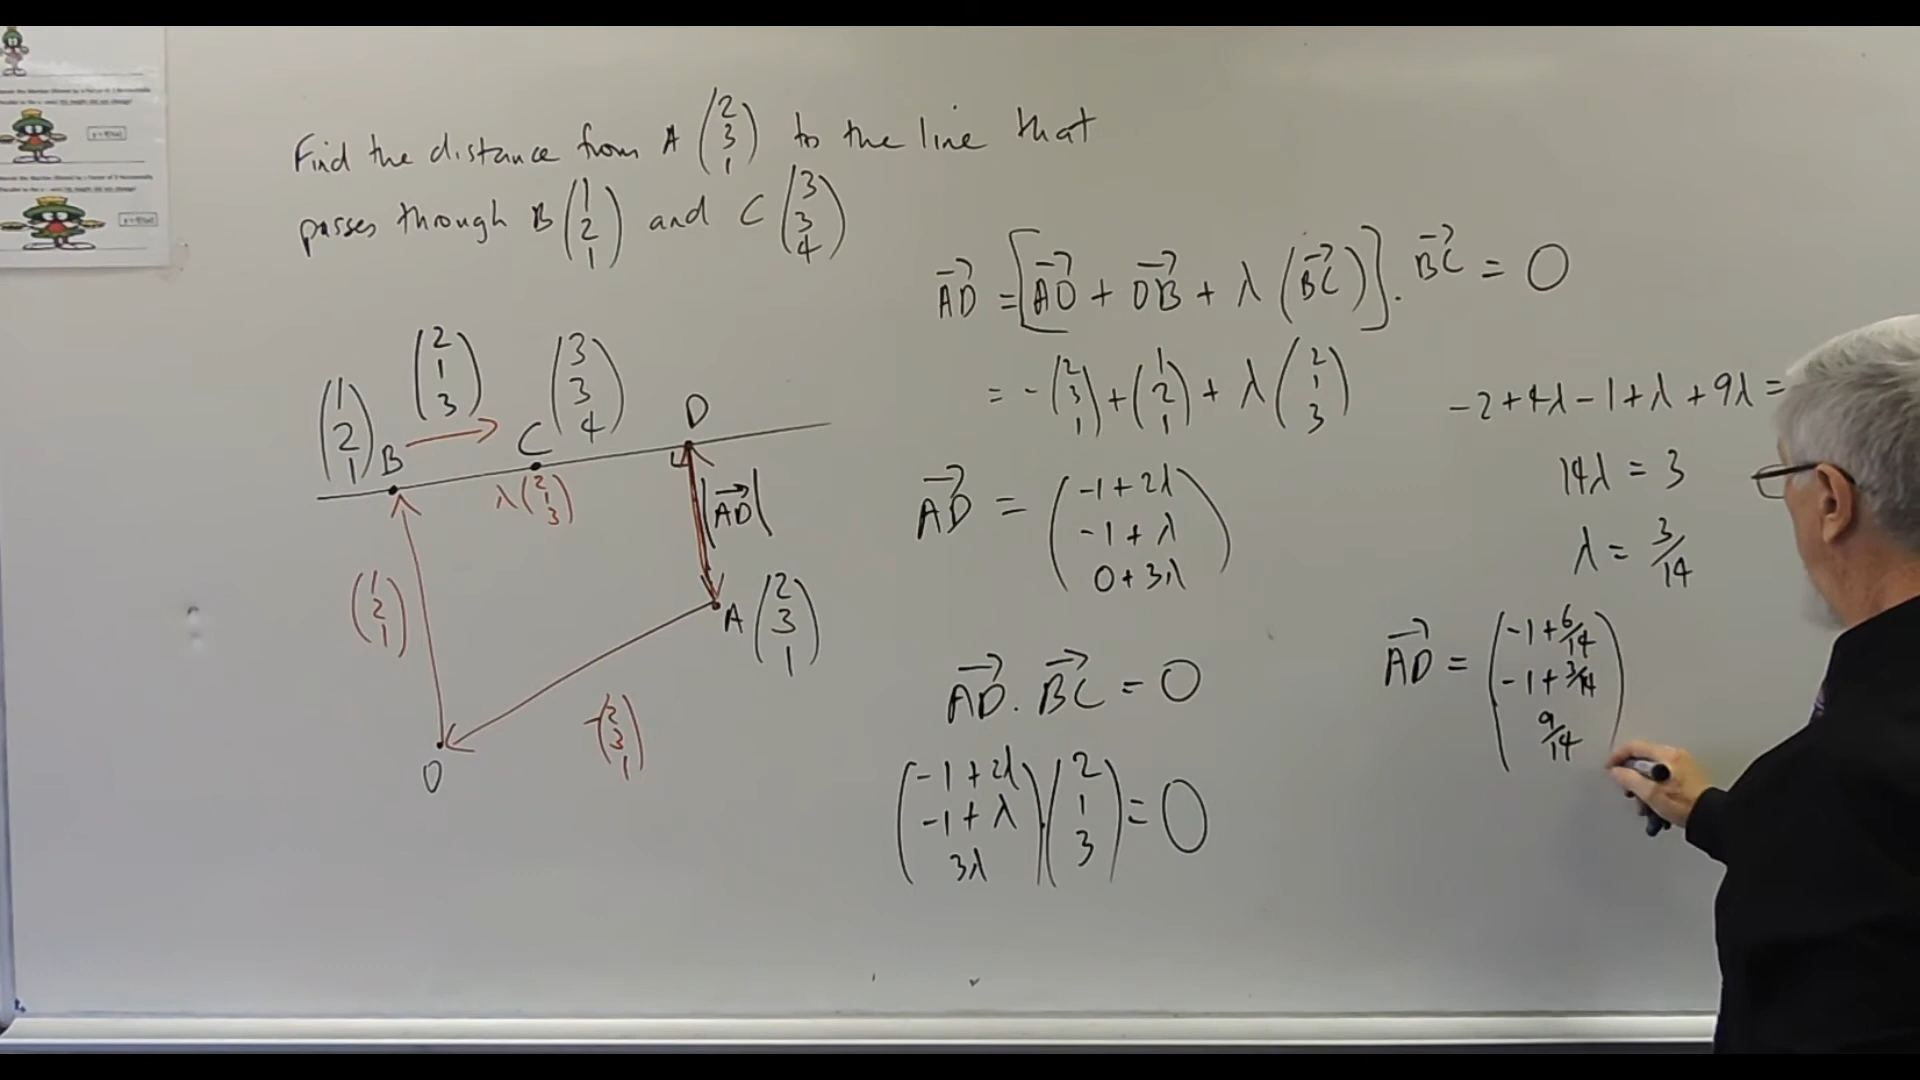 Find the distance from A (2 3 1) to the line that
passes through B (1 2 1) and C (3 3 4)
(1 2 1) B
(2 1 3)
C (3 3 4)
D
λ(2 1 3)
|AD→|
(1 2 1)
A (2 3 1)
-(2 3 1)
O
AD→ = [AO→ + OB→ + λ (BC→)] . BC→ = 0
= -(2 3 1) + (1 2 1) + λ (2 1 3)
AD→ = (-1 + 2λ
-1 + λ
0 + 3λ)
AD→ . BC→ = 0
(-1 + 2λ
-1 + λ
3λ) . (2 1 3) = 0
-2 + 4λ - 1 + λ + 9λ =
14λ = 3
λ = 3/14
AD→ = (-1 + 6/14
-1 + 3/14
9/14)